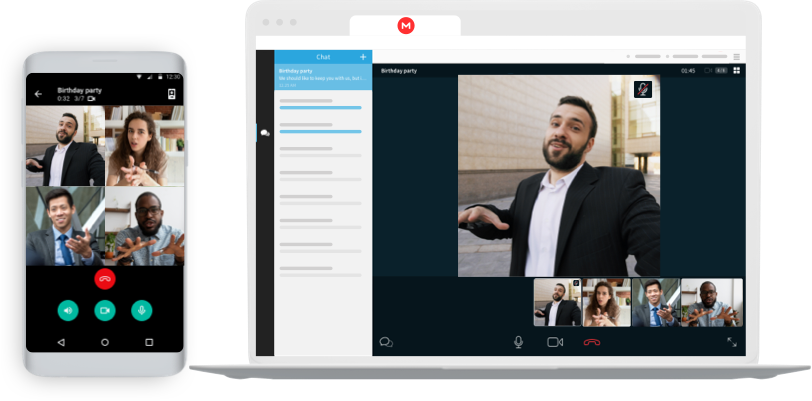 12:30
Birthday party
0:32 3/7
M
Chat +
Birthday party
We should like to keep you with us, but i...
Birthday party
01:45